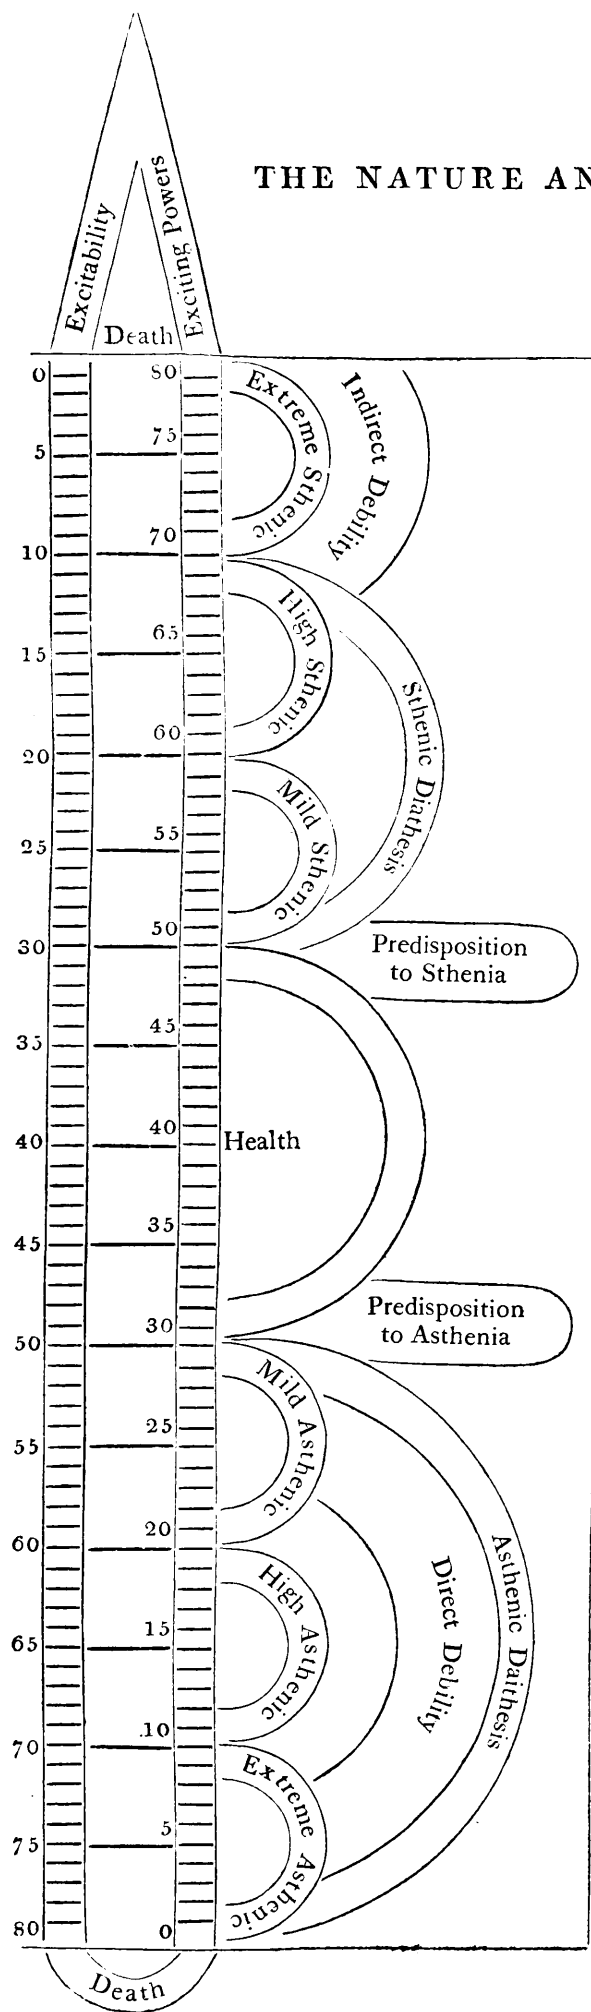 THE NATURE AN
Excitability
Exciting Powers
Death
0 80
75
5
70
10
65
15
60
20
55
25
50
30
45
35
40
40
35
45
30
50
25
55
20
60
15
65
10
70
5
75
0
80
Extreme Sthenic
Indirect Debility
High Sthenic
Sthenic Diathesis
Mild Sthenic
Predisposition
to Sthenia
Health
Predisposition
to Asthenia
Mild Asthenic
High Asthenic
Direct Debility
Asthenic Daithesis
Extreme Asthenic
Death